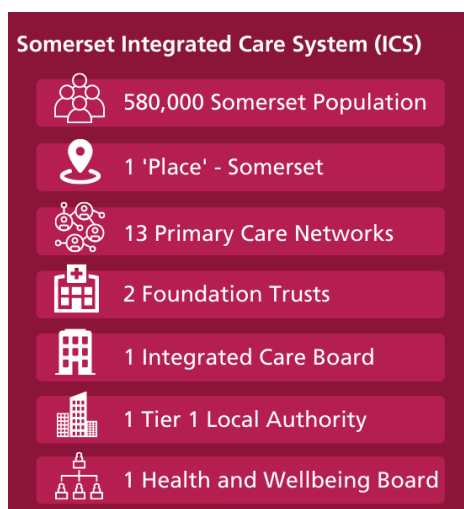 Somerset Integrated Care System (ICS)
580,000 Somerset Population
1 'Place' - Somerset
13 Primary Care Networks
2 Foundation Trusts
1 Integrated Care Board
1 Tier 1 Local Authority
1 Health and Wellbeing Board